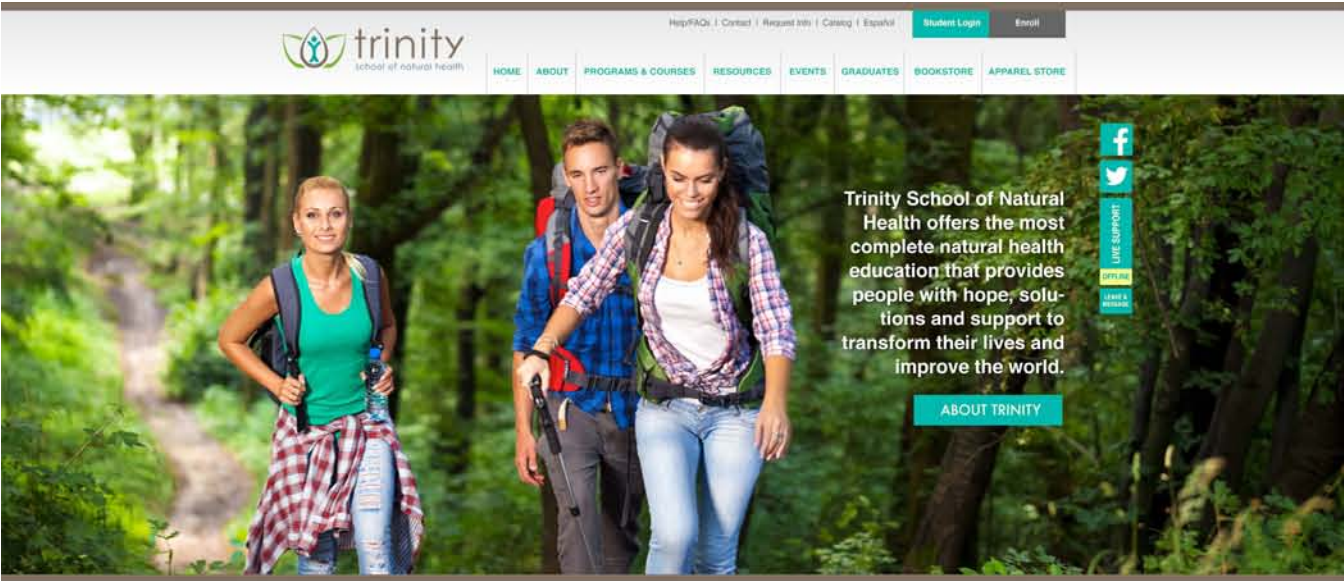 Help/FAQs | Contact | Request Info | Catalog | Español
Student Login
Enroll
trinity
school of natural health
HOME
ABOUT
PROGRAMS & COURSES
RESOURCES
EVENTS
GRADUATES
BOOKSTORE
APPAREL STORE
Trinity School of Natural
Health offers the most
complete natural health
education that provides
people with hope, solu-
tions and support to
transform their lives and
improve the world.
ABOUT TRINITY
LIVE SUPPORT
OFFLINE
LEAVE A
MESSAGE